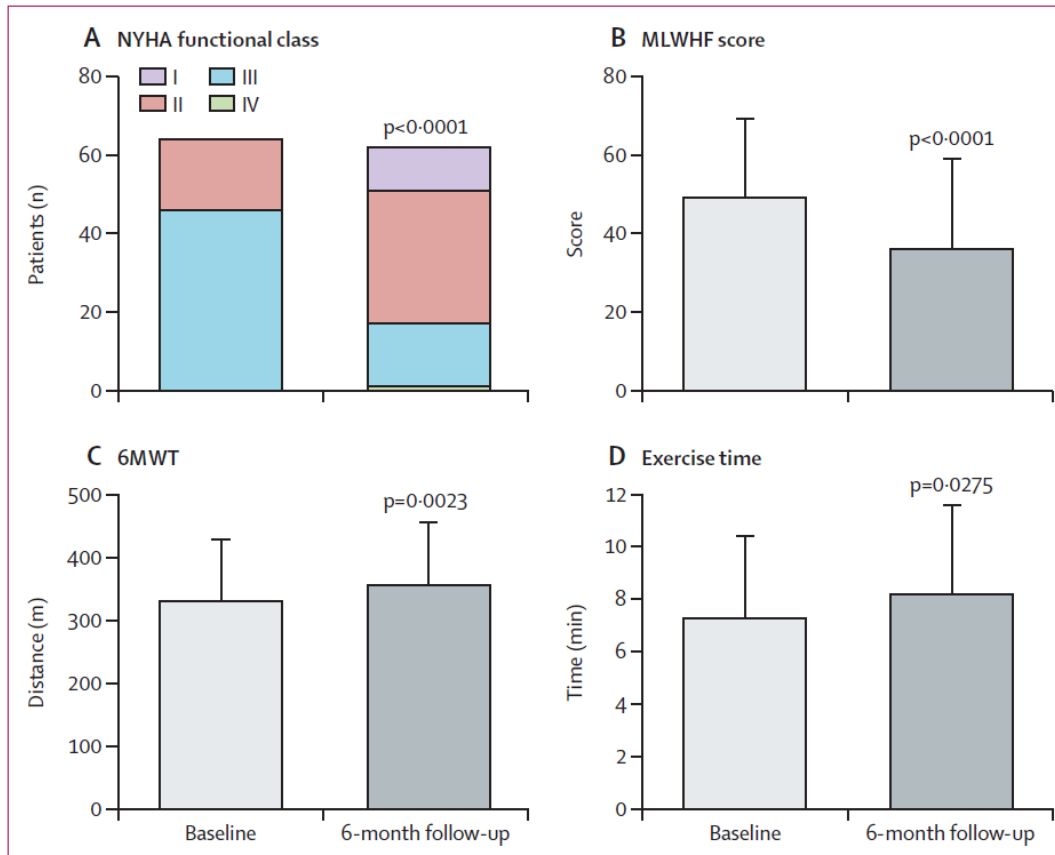 A NYHA functional class
I III
II IV
p<0·0001
80
60
40
20
0
Patients (n)
B MLWHF score
p<0·0001
80
60
40
20
0
Score
C 6MWT
p=0·0023
500
400
300
200
100
0
Distance (m)
Baseline 6-month follow-up
D Exercise time
p=0·0275
12
10
8
6
4
2
0
Time (min)
Baseline 6-month follow-up